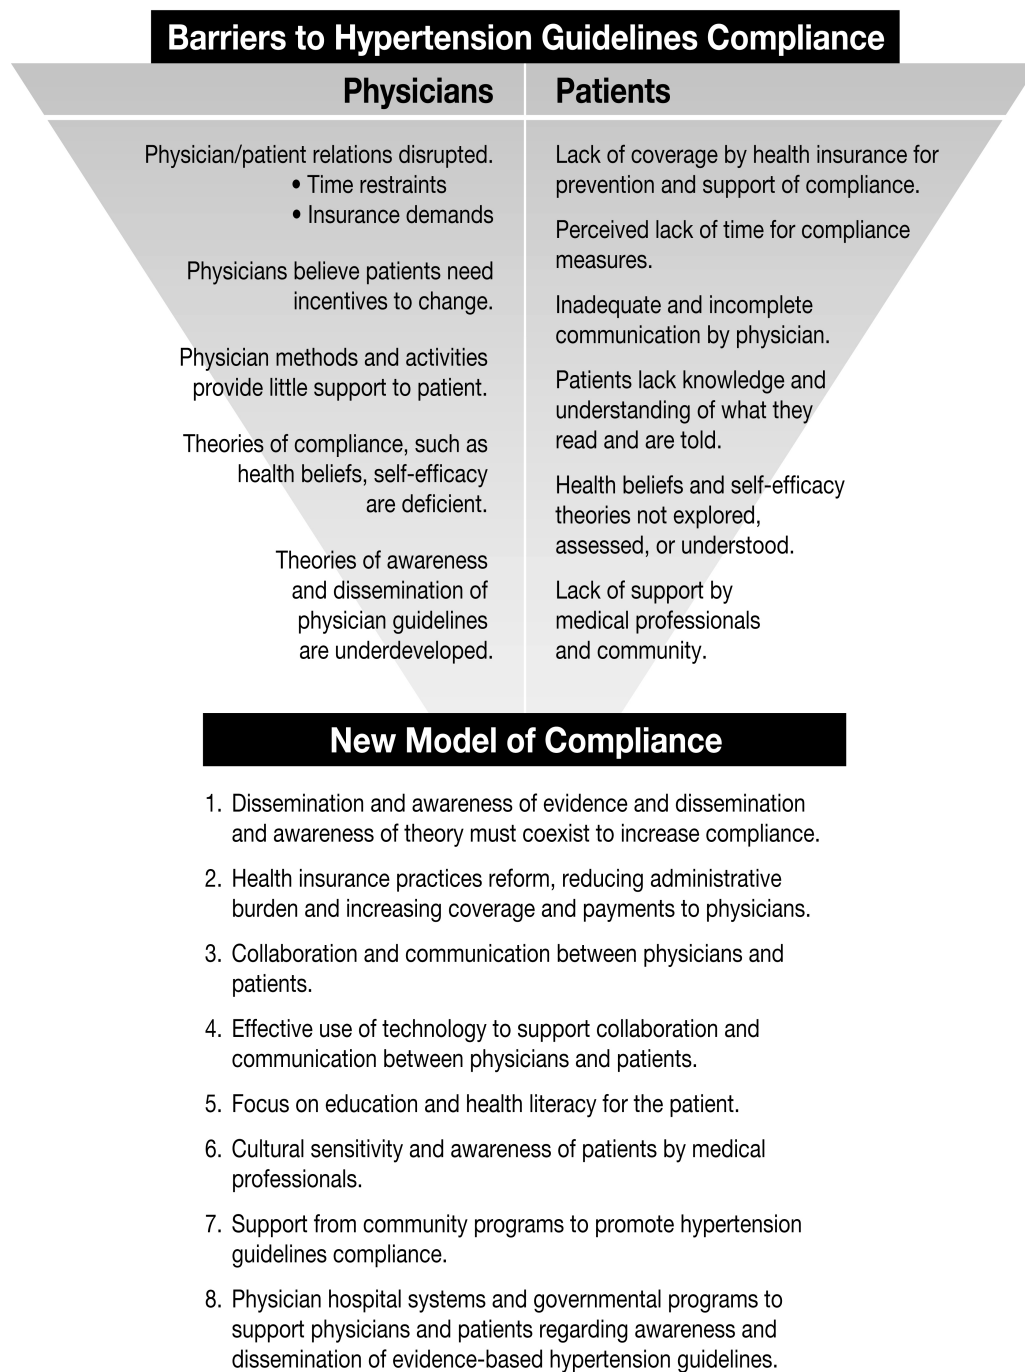 Barriers to Hypertension Guidelines Compliance
Physicians
Physician/patient relations disrupted.
• Time restraints
• Insurance demands
Physicians believe patients need
incentives to change.
Physician methods and activities
provide little support to patient.
Theories of compliance, such as
health beliefs, self-efficacy
are deficient.
Theories of awareness
and dissemination of
physician guidelines
are underdeveloped.
Patients
Lack of coverage by health insurance for
prevention and support of compliance.
Perceived lack of time for compliance
measures.
Inadequate and incomplete
communication by physician.
Patients lack knowledge and
understanding of what they
read and are told.
Health beliefs and self-efficacy
theories not explored,
assessed, or understood.
Lack of support by
medical professionals
and community.
New Model of Compliance
1. Dissemination and awareness of evidence and dissemination
and awareness of theory must coexist to increase compliance.
2. Health insurance practices reform, reducing administrative
burden and increasing coverage and payments to physicians.
3. Collaboration and communication between physicians and
patients.
4. Effective use of technology to support collaboration and
communication between physicians and patients.
5. Focus on education and health literacy for the patient.
6. Cultural sensitivity and awareness of patients by medical
professionals.
7. Support from community programs to promote hypertension
guidelines compliance.
8. Physician hospital systems and governmental programs to
support physicians and patients regarding awareness and
dissemination of evidence-based hypertension guidelines.